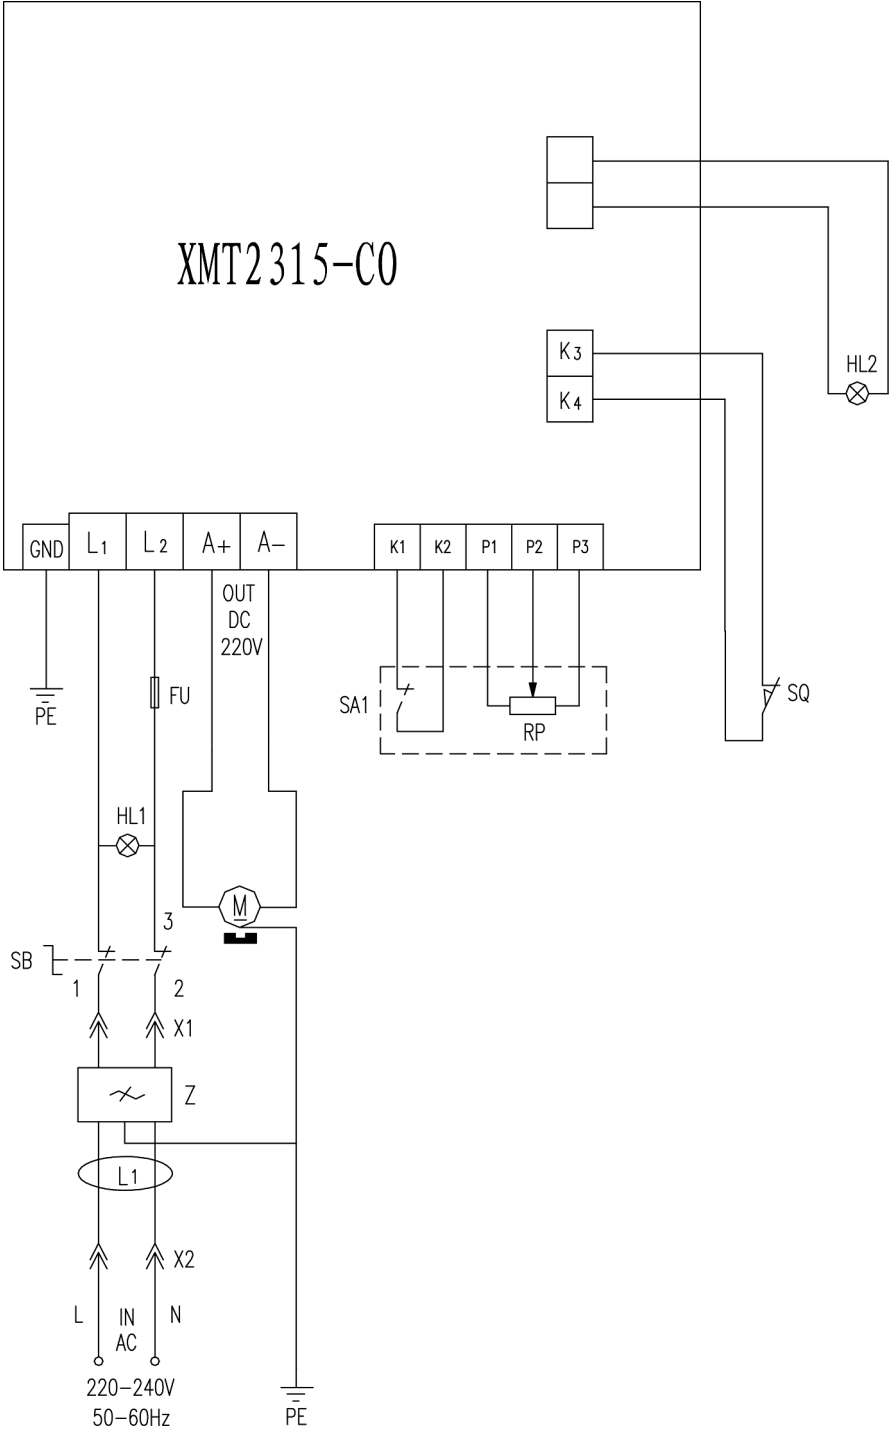 XMT2315-CO
K3
K4
HL2
GND L1 L2 A+ A- K1 K2 P1 P2 P3
OUT
DC
220V
PE
FU
SA1
RP
SQ
HL1
M
3
SB
1
2
X1
Z
L1
X2
L
IN
N
AC
220-240V
50-60Hz
PE